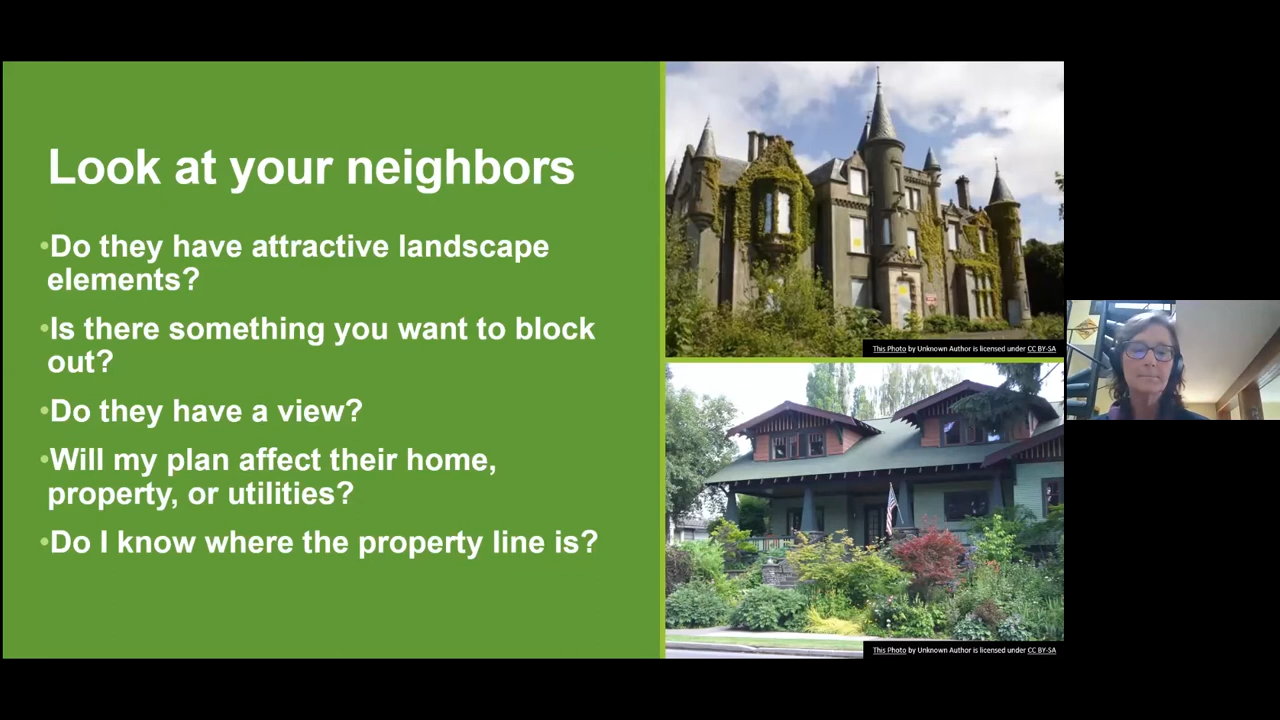 Look at your neighbors
•Do they have attractive landscape
elements?
•Is there something you want to block
out?
•Do they have a view?
•Will my plan affect their home,
property, or utilities?
•Do I know where the property line is?
This Photo by Unknown Author is licensed under CC BY-SA
This Photo by Unknown Author is licensed under CC BY-SA